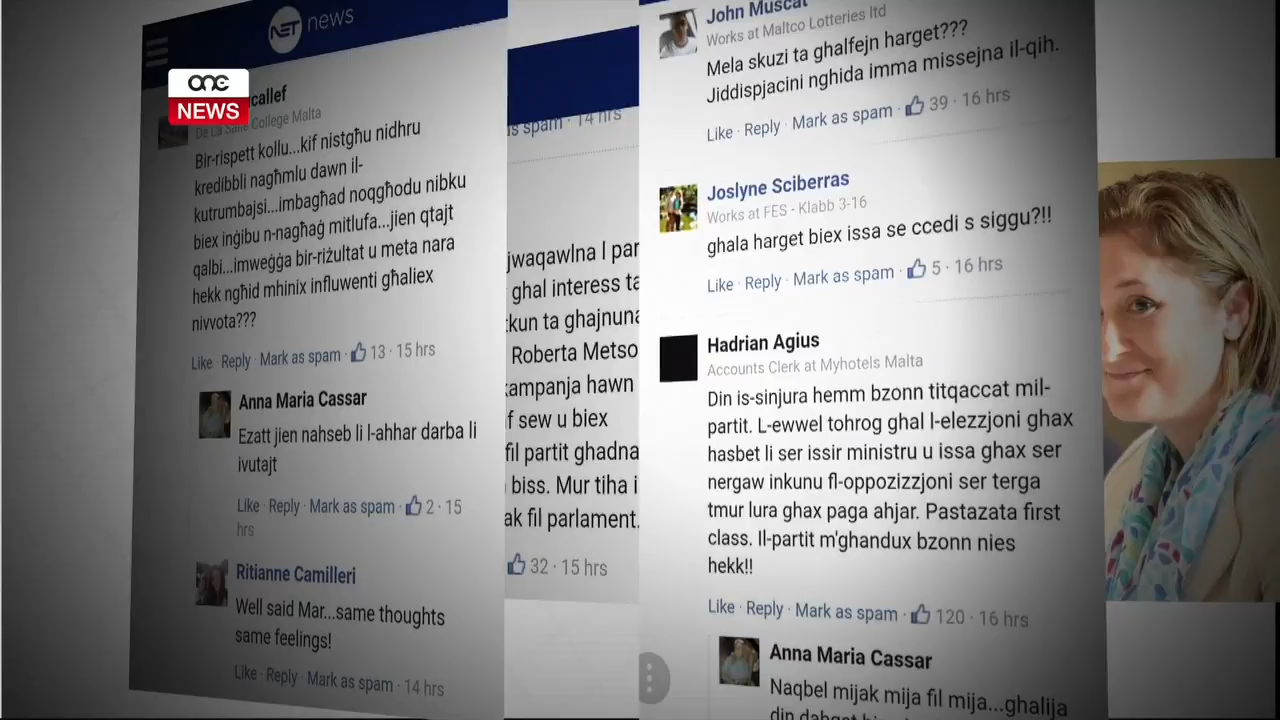 NET news
one
NEWS
callef
De La Salle College Malta
Bir-rispett kollu...kif nistgħu nidhru
kredibbli nagħmlu dawn il-
kutrumbajsi...imbagħad noqgħodu nibku
biex inġibu n-nagħaġ mitlufa...jien qtajt
qalbi...imweġġa bir-riżultat u meta nara
hekk ngħid mhinix influwenti għaliex
nivvota???
Like · Reply · Mark as spam · 13 · 15 hrs
Anna Maria Cassar
Ezatt jien nahseb li l-ahhar darba li
ivutajt
Like · Reply · Mark as spam · 2 · 15
hrs
Ritianne Camilleri
Well said Mar...same thoughts
same feelings!
Like · Reply · Mark as spam · 14 hrs
as spam · 14 hrs
jwaqawlna l par
ghal interess ta
tkun ta ghajnuna
Roberta Metso
kampanja hawn
f sew u biex
fil partit ghadna
biss. Mur tiha i
ak fil parlament.
32 · 15 hrs
John Muscat
Works at Maltco Lotteries ltd
Mela skuzi ta ghalfejn harget???
Jiddispjacini nghida imma missejna il-qih.
Like · Reply · Mark as spam · 39 · 16 hrs
Joslyne Sciberras
Works at FES - Klabb 3-16
ghala harget biex issa se ccedi s siggu?!!
Like · Reply · Mark as spam · 5 · 16 hrs
Hadrian Agius
Accounts Clerk at Myhotels Malta
Din is-sinjura hemm bzonn titqaccat mil-
partit. L-ewwel tohrog ghal l-elezzjoni ghax
hasbet li ser issir ministru u issa ghax ser
nergaw inkunu fl-oppozizzjoni ser terga
tmur lura ghax paga ahjar. Pastazata first
class. Il-partit m'ghandux bzonn nies
hekk!!
Like · Reply · Mark as spam · 120 · 16 hrs
Anna Maria Cassar
Naqbel mijak mija fil mija...ghalija
din